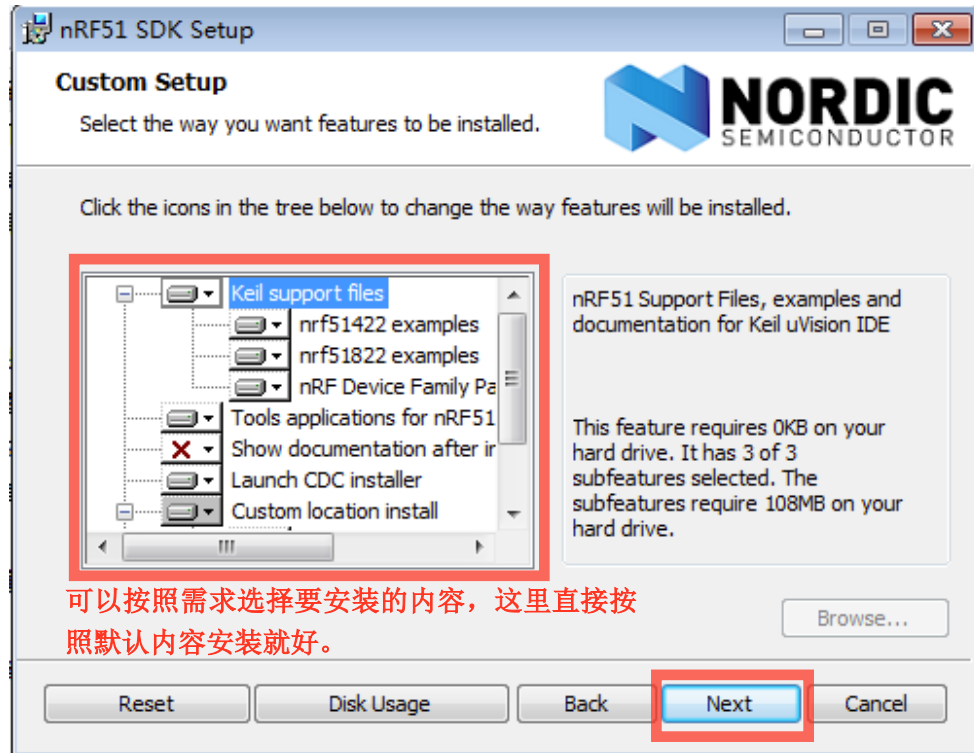 nRF51 SDK Setup
Custom Setup
Select the way you want features to be installed.
NORDIC
SEMICONDUCTOR
Click the icons in the tree below to change the way features will be installed.
Keil support files
nrf51422 examples
nrf51822 examples
nRF Device Family Pa
Tools applications for nRF51
Show documentation after in
Launch CDC installer
Custom location install
nRF51 Support Files, examples and
documentation for Keil uVision IDE
This feature requires 0KB on your
hard drive. It has 3 of 3
subfeatures selected. The
subfeatures require 108MB on your
hard drive.
可以按照需求选择要安装的内容，这里直接按
照默认内容安装就好。
Browse...
Reset
Disk Usage
Back
Next
Cancel